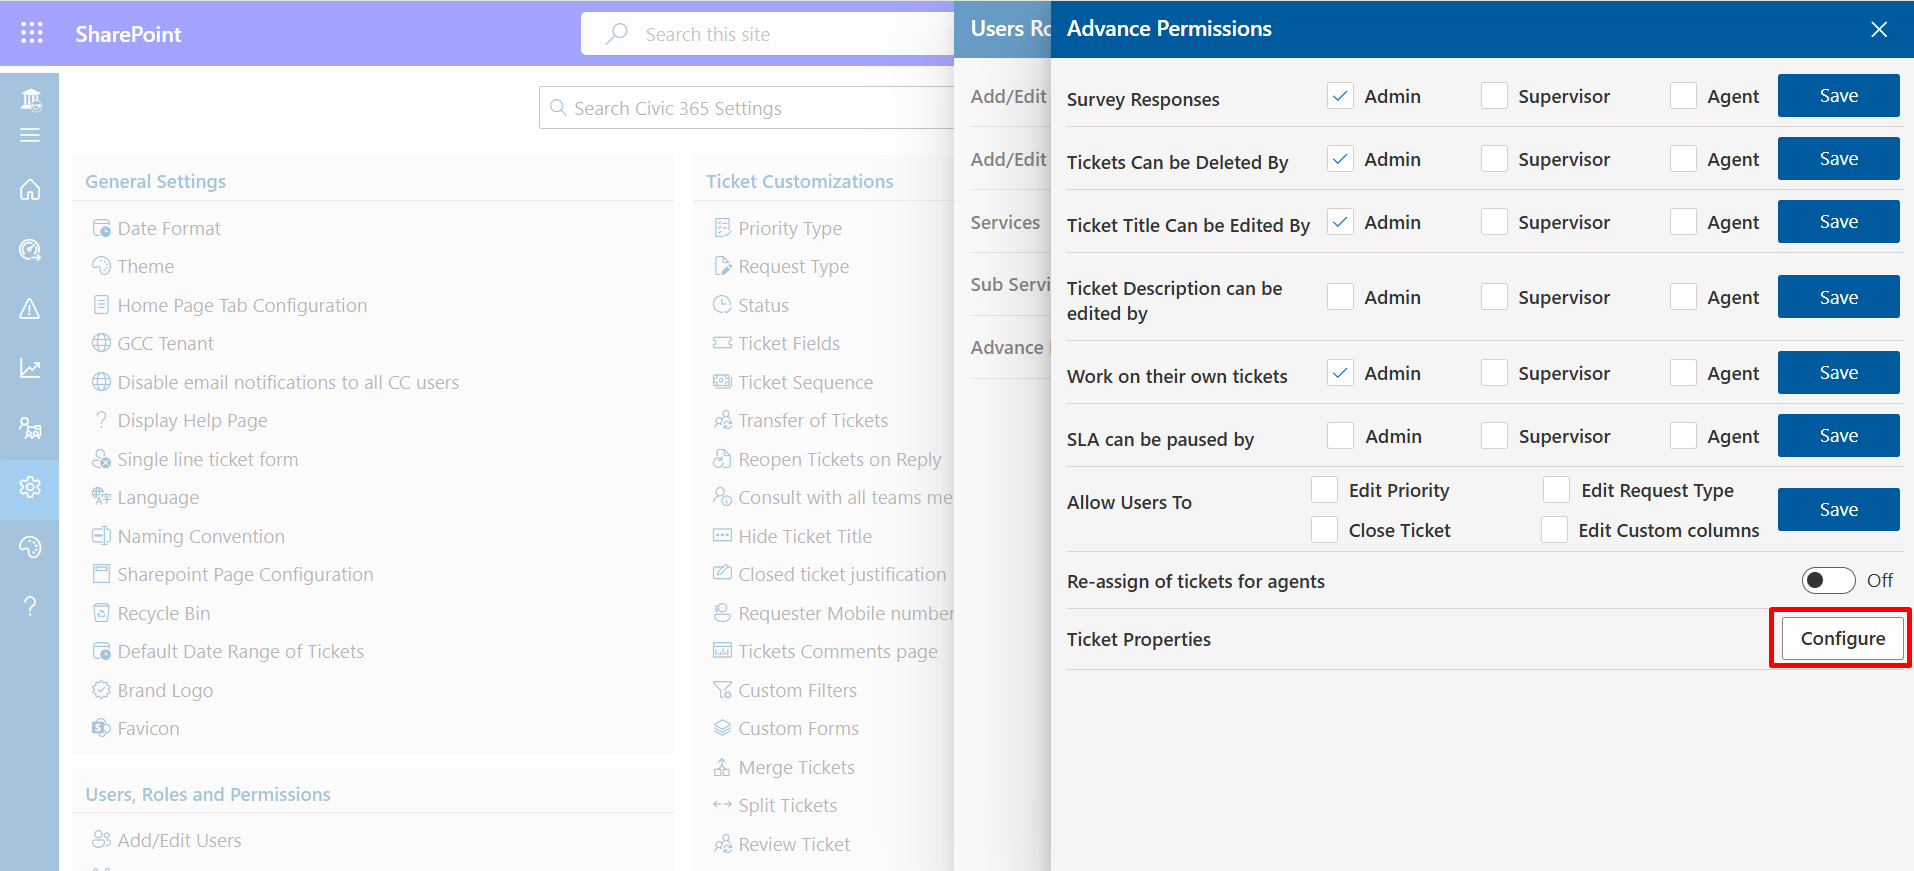 SharePoint
Search this site
Search Civic 365 Settings
General Settings
Date Format
Theme
Home Page Tab Configuration
GCC Tenant
Disable email notifications to all CC users
Display Help Page
Single line ticket form
Language
Naming Convention
Sharepoint Page Configuration
Recycle Bin
Default Date Range of Tickets
Brand Logo
Favicon
Users, Roles and Permissions
Add/Edit Users
Ticket Customizations
Priority Type
Request Type
Status
Ticket Fields
Ticket Sequence
Transfer of Tickets
Reopen Tickets on Reply
Consult with all teams me
Hide Ticket Title
Closed ticket justification
Requester Mobile number
Tickets Comments page
Custom Filters
Custom Forms
Merge Tickets
Split Tickets
Review Ticket
Users Ro
Add/Edit
Add/Edit
Services
Sub Servi
Advance
Advance Permissions
Survey Responses Admin Supervisor Agent Save
Tickets Can be Deleted By Admin Supervisor Agent Save
Ticket Title Can be Edited By Admin Supervisor Agent Save
Ticket Description can be
edited by Admin Supervisor Agent Save
Work on their own tickets Admin Supervisor Agent Save
SLA can be paused by Admin Supervisor Agent Save
Allow Users To Edit Priority Edit Request Type
Close Ticket Edit Custom columns Save
Re-assign of tickets for agents Off
Ticket Properties Configure